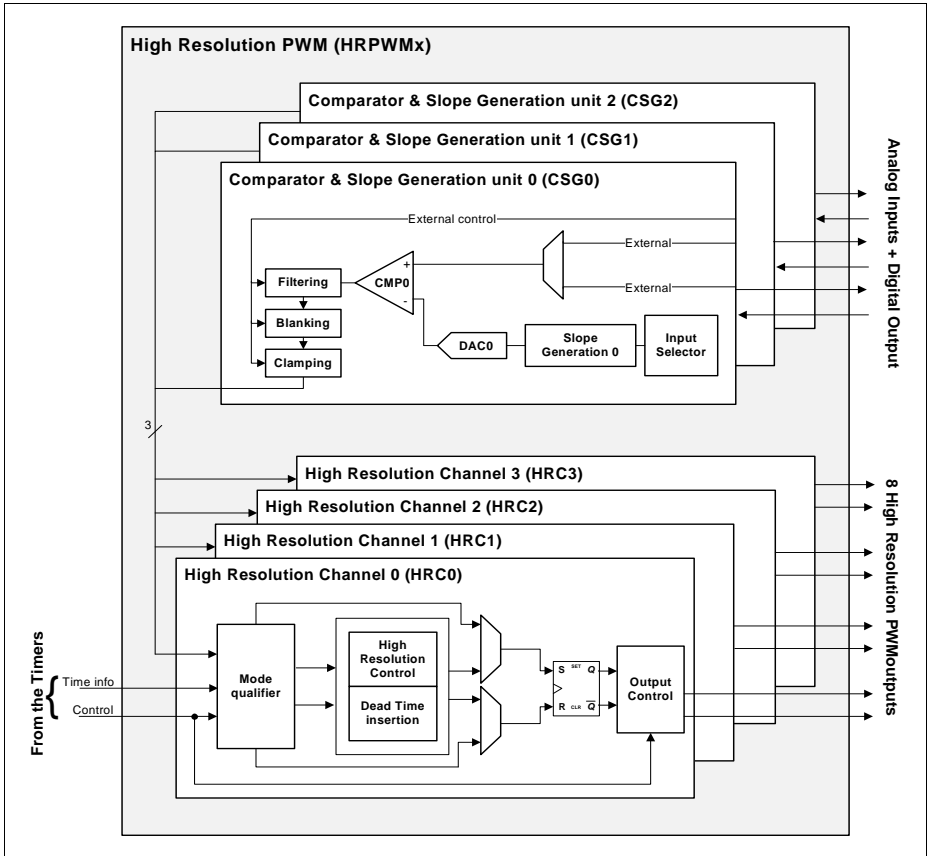 High Resolution PWM (HRPWMx)
Comparator & Slope Generation unit 2 (CSG2)
Comparator & Slope Generation unit 1 (CSG1)
Comparator & Slope Generation unit 0 (CSG0)
External control
External
External
Filtering
Blanking
Clamping
+
CMP0
-
DAC0
Slope
Generation 0
Input
Selector
Analog Inputs + Digital Output
3
High Resolution Channel 3 (HRC3)
High Resolution Channel 2 (HRC2)
High Resolution Channel 1 (HRC1)
High Resolution Channel 0 (HRC0)
From the Timers
{
Time info
Control
Mode
qualifier
High
Resolution
Control
Dead Time
insertion
S SET Q
R CLR Q
Output
Control
8 High Resolution PWMoutputs